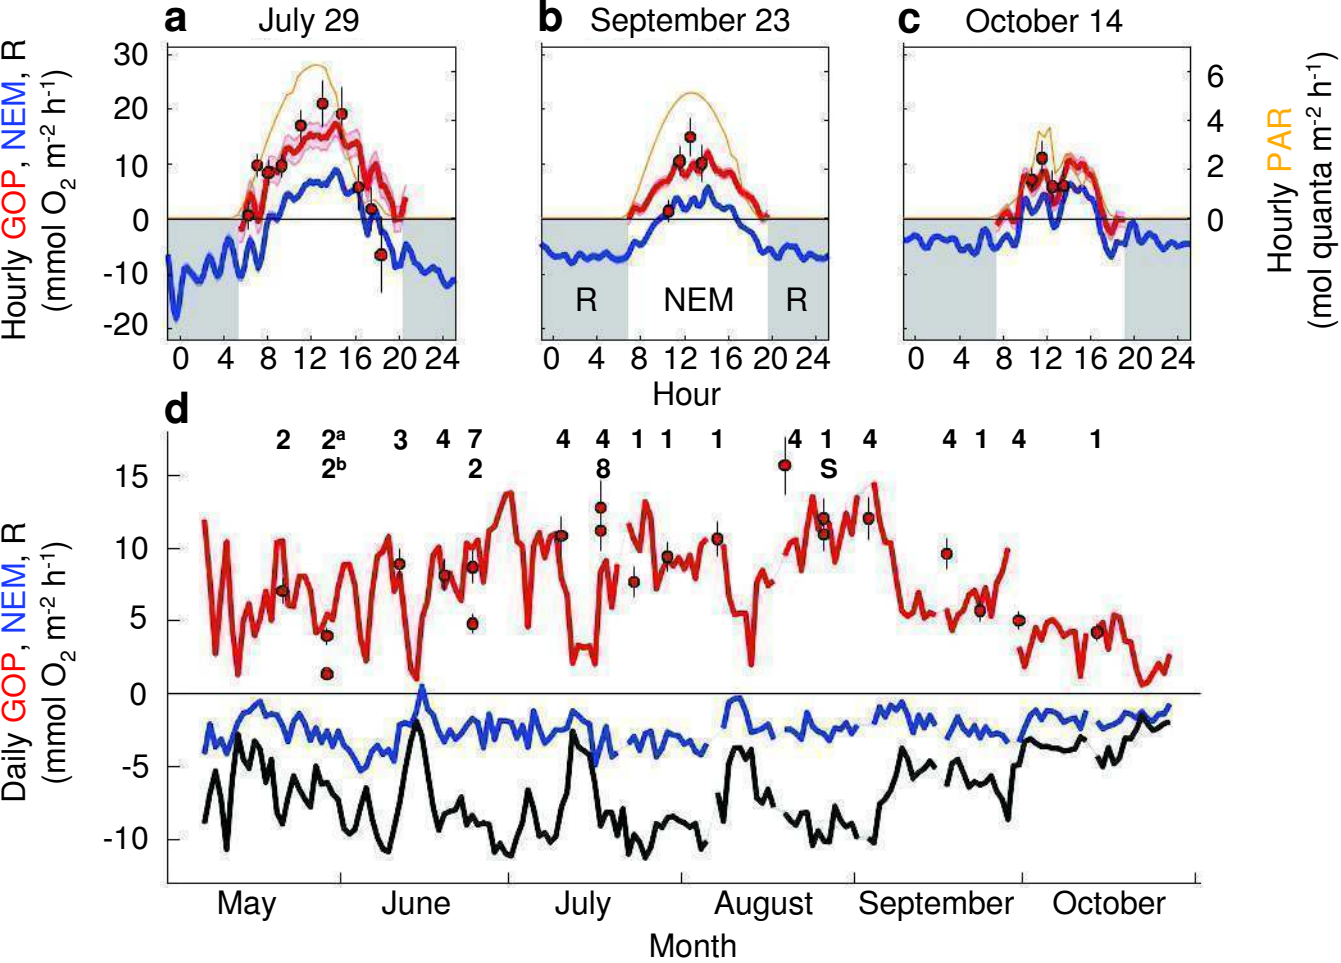 a July 29
b September 23
c October 14
Hourly GOP, NEM, R
(mmol O2 m-2 h-1)
30
20
10
0
-10
-20
6
4
2
0
Hourly PAR
(mol quanta m-2 h-1)
R NEM R
0 4 8 12 16 20 24
0 4 8 12 16 20 24
0 4 8 12 16 20 24
Hour
d
2 2a 3 4 7 4 4 1 1 1 4 1 4 4 1 4 1
2b 2 8 S
Daily GOP, NEM, R
(mmol O2 m-2 h-1)
15
10
5
0
-5
-10
May June July August September October
Month